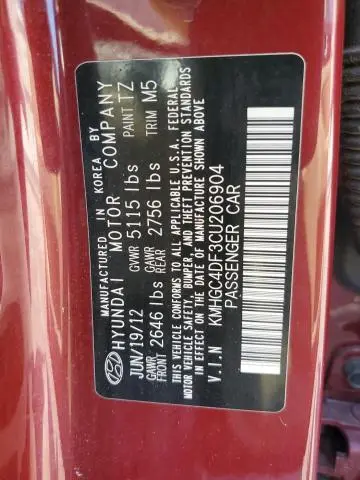 MANUFACTURED IN KOREA BY
HYUNDAI MOTOR COMPANY
JUN/19/12 GVWR 5115 lbs PAINT TZ
GAWR FRONT 2646 lbs GAWR REAR 2756 lbs TRIM M5
THIS VEHICLE CONFORMS TO ALL APPLICABLE U.S.A. FEDERAL
MOTOR VEHICLE SAFETY, BUMPER, AND THEFT PREVENTION STANDARDS
IN EFFECT ON THE DATE OF MANUFACTURE SHOWN ABOVE
V.I.N KMHGC4DF3CU206904
PASSENGER CAR